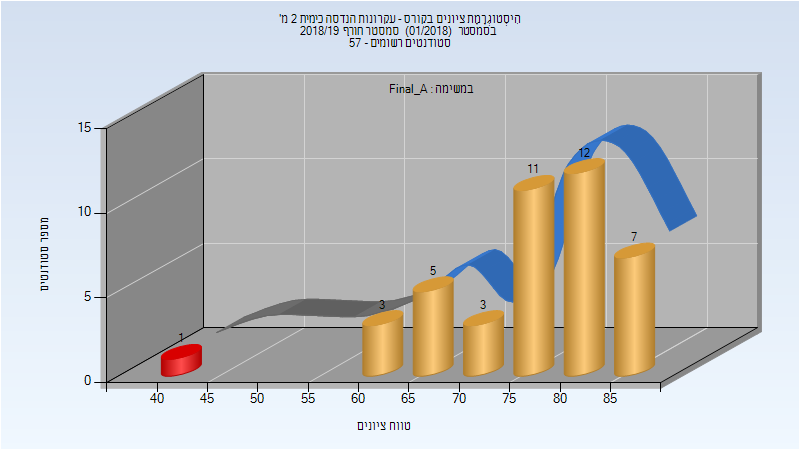 היסטוגרמת ציונים בקורס - עקרונות הנדסה כימית 2 מ'
בסמסטר (01/2018) סמסטר חורף 2018/19
סטודנטים רשומים - 57
במשימה : Final_A
15
10
5
0
מספר סטודנטים
1
3
5
3
11
12
7
40 45 50 55 60 65 70 75 80 85
טווח ציונים